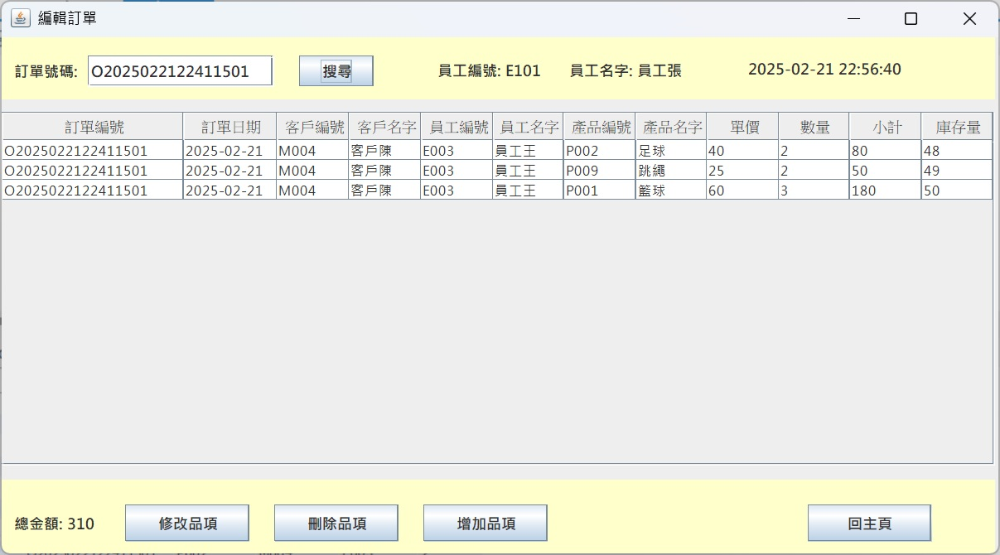 編輯訂單
訂單號碼: O2025022122411501 搜尋 員工編號: E101 員工名字: 員工張 2025-02-21 22:56:40
訂單編號 訂單日期 客戶編號 客戶名字 員工編號 員工名字 產品編號 產品名字 單價 數量 小計 庫存量
O2025022122411501 2025-02-21 M004 客戶陳 E003 員工王 P002 足球 40 2 80 48
O2025022122411501 2025-02-21 M004 客戶陳 E003 員工王 P009 跳繩 25 2 50 49
O2025022122411501 2025-02-21 M004 客戶陳 E003 員工王 P001 籃球 60 3 180 50
總金額: 310 修改品項 刪除品項 增加品項 回主頁